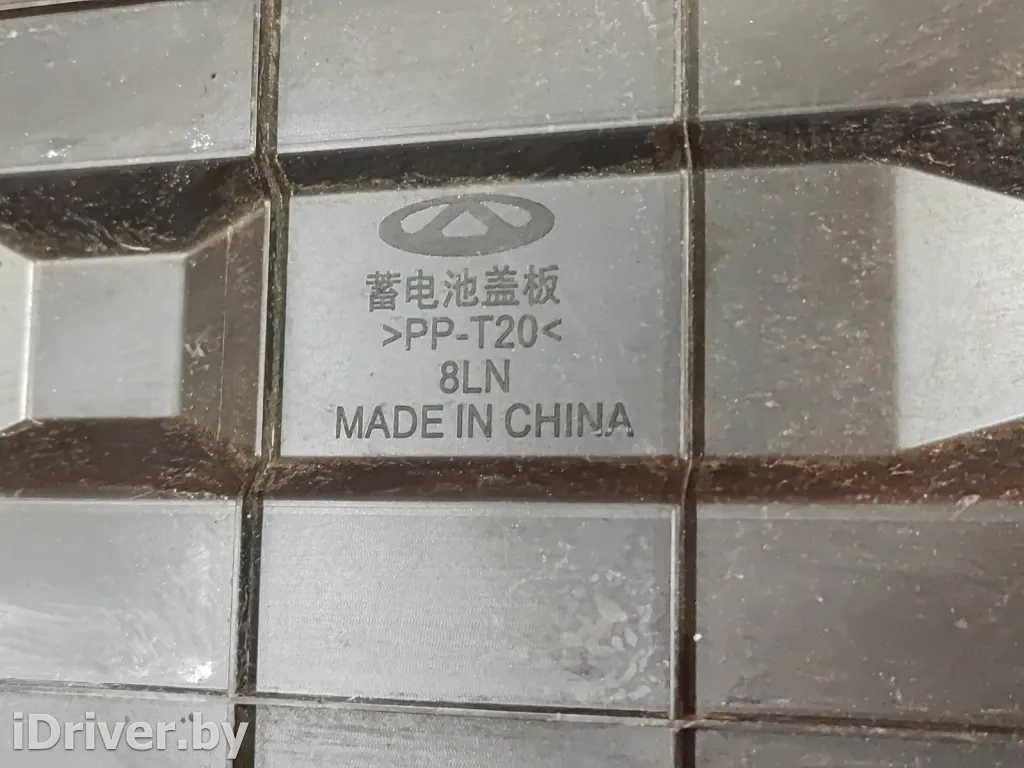 蓄电池盖板
>PP-T20<
8LN
MADE IN CHINA
iDriver.by